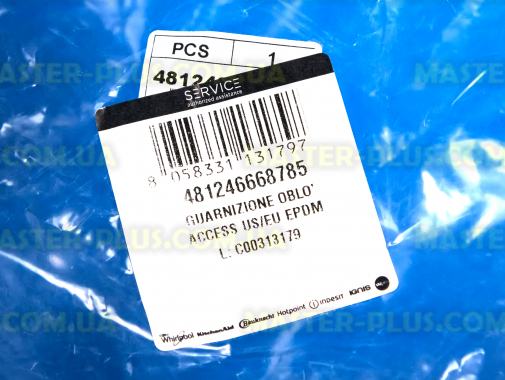 PCS 1
48124
SERVICE
authorized assistance
8 058331 131797
481246668785
GUARNIZIONE OBLO'
ACCESS US/EU EPDM
L. C00313179
Whirlpool KitchenAid Bauknecht Hotpoint indesit IGNIS
MASTER-PLUS.COM.UA